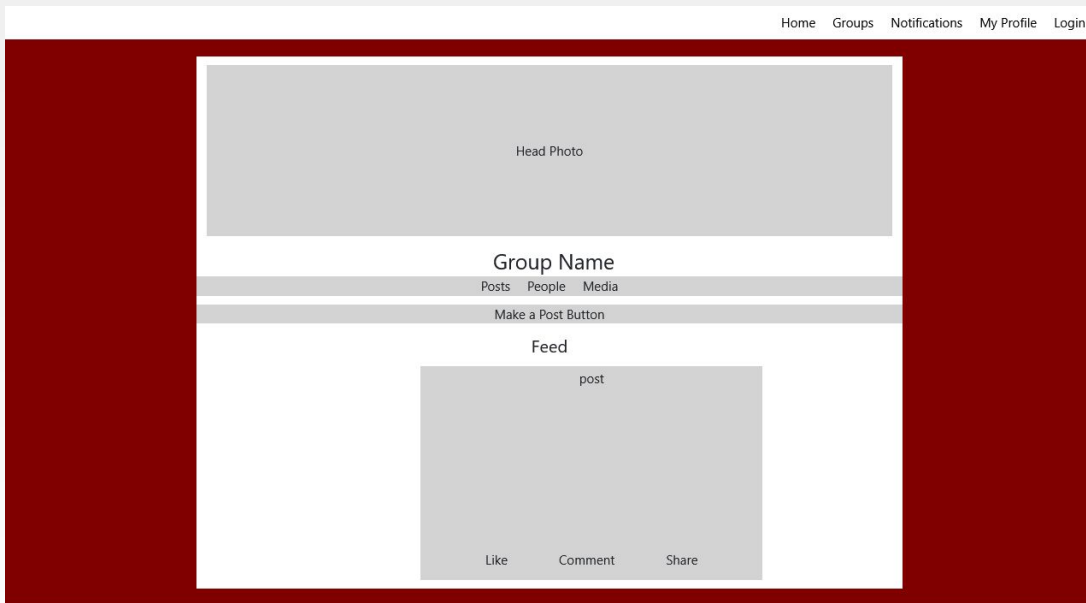 Home Groups Notifications My Profile Login
Head Photo
Group Name
Posts People Media
Make a Post Button
Feed
post
Like Comment Share